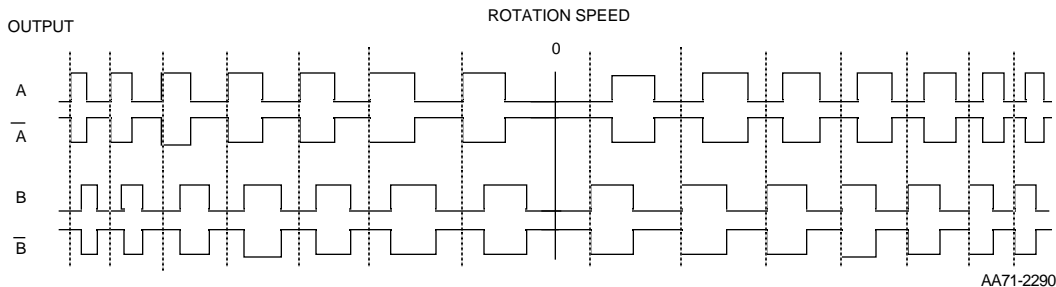 ROTATION SPEED
OUTPUT
0
A
A̅
B
B̅
AA71-2290